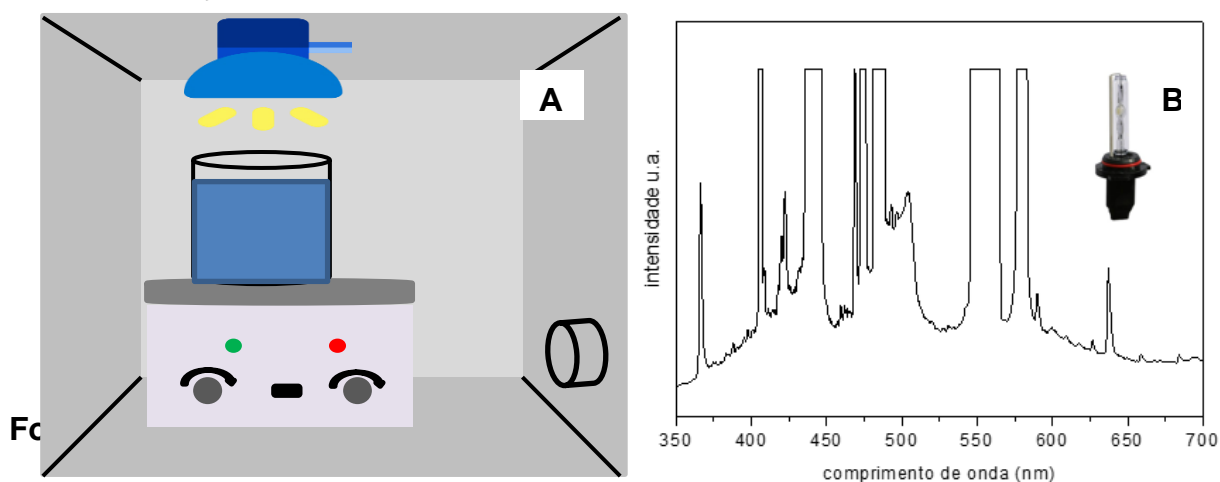 A
B
intensidade u.a.
350 400 450 500 550 600 650 700
comprimento de onda (nm)